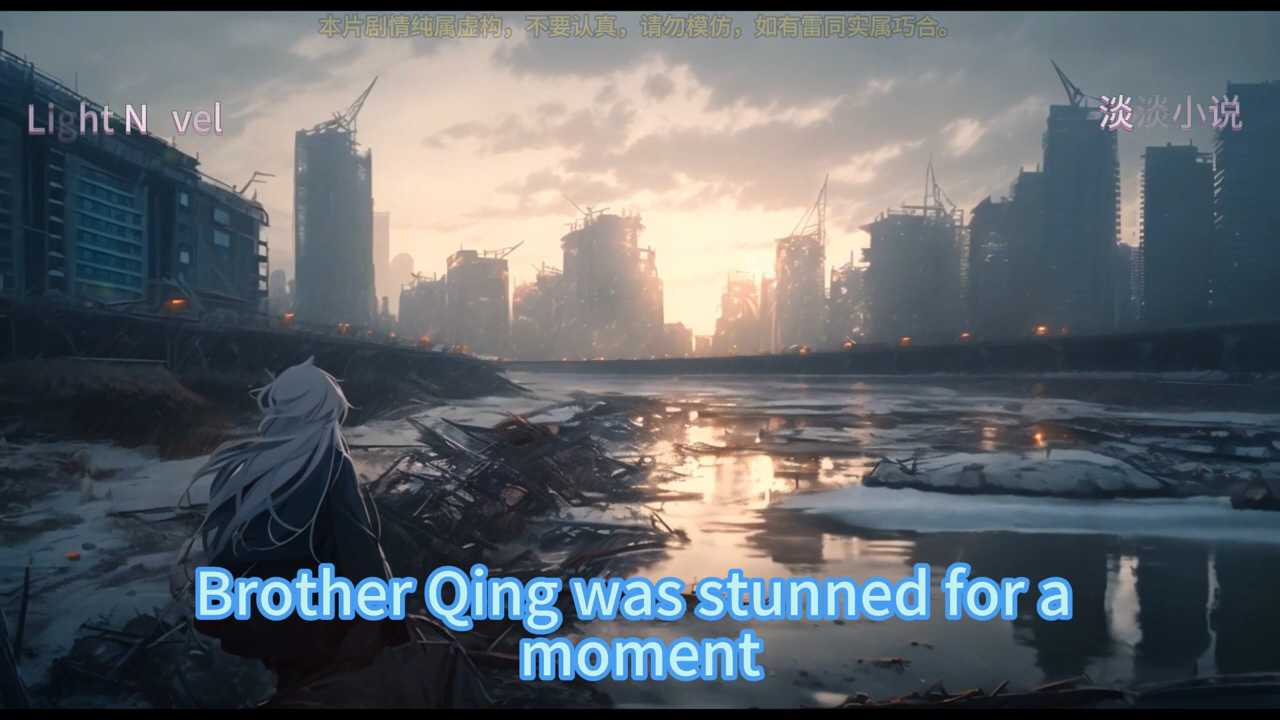 本片剧情纯属虚构，不要认真，请勿模仿，如有雷同实属巧合。
Light N vel
淡淡小说
Brother Qing was stunned for a
moment